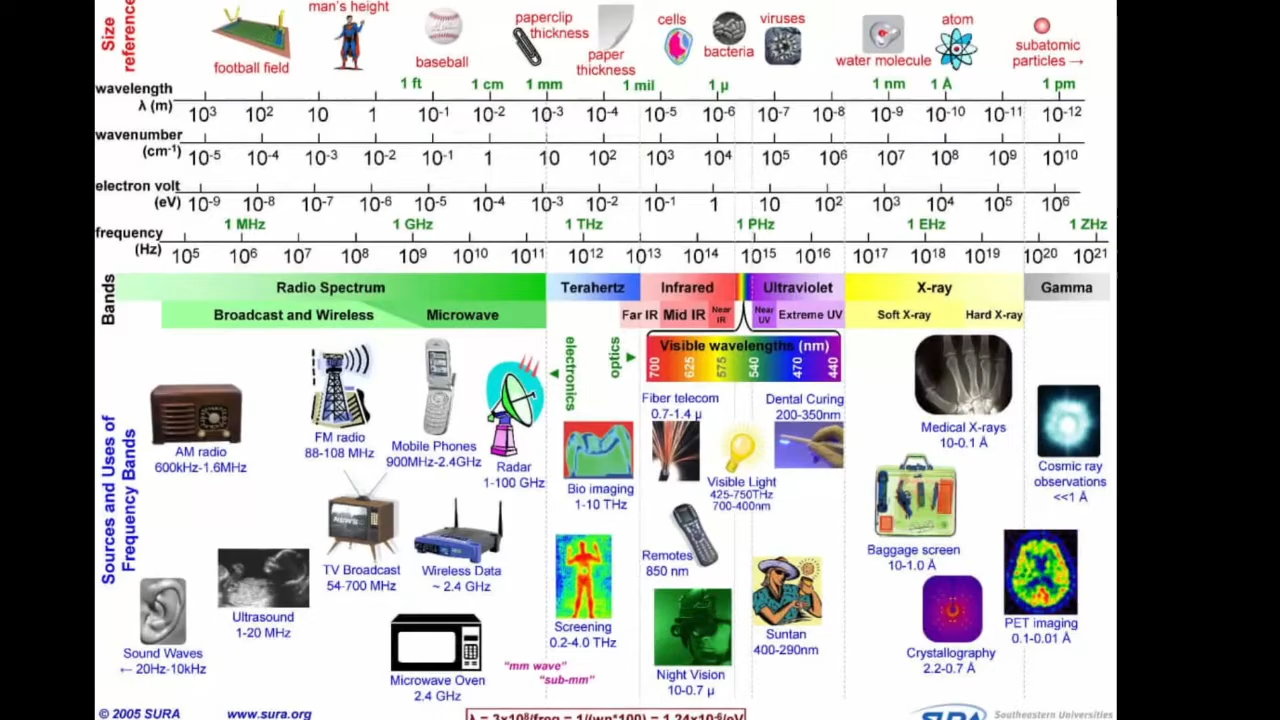 Size reference
football field
man's height
baseball
paperclip thickness
paper thickness
cells
bacteria
viruses
water molecule
atom
subatomic particles →
1 ft 1 cm 1 mm 1 mil 1 µ 1 nm 1 Å 1 pm
wavelength λ (m)
10³ 10² 10 1 10⁻¹ 10⁻² 10⁻³ 10⁻⁴ 10⁻⁵ 10⁻⁶ 10⁻⁷ 10⁻⁸ 10⁻⁹ 10⁻¹⁰ 10⁻¹¹ 10⁻¹²
wavenumber (cm⁻¹)
10⁻⁵ 10⁻⁴ 10⁻³ 10⁻² 10⁻¹ 1 10 10² 10³ 10⁴ 10⁵ 10⁶ 10⁷ 10⁸ 10⁹ 10¹⁰
electron volt (eV)
10⁻⁹ 10⁻⁸ 10⁻⁷ 10⁻⁶ 10⁻⁵ 10⁻⁴ 10⁻³ 10⁻² 10⁻¹ 1 10 10² 10³ 10⁴ 10⁵ 10⁶
1 MHz 1 GHz 1 THz 1 PHz 1 EHz 1 ZHz
frequency (Hz)
10⁵ 10⁶ 10⁷ 10⁸ 10⁹ 10¹⁰ 10¹¹ 10¹² 10¹³ 10¹⁴ 10¹⁵ 10¹⁶ 10¹⁷ 10¹⁸ 10¹⁹ 10²⁰ 10²¹
Bands
Radio Spectrum Terahertz Infrared Ultraviolet X-ray Gamma
Broadcast and Wireless Microwave Far IR Mid IR Near IR Near UV Extreme UV Soft X-ray Hard X-ray
electronics
optics
Visible wavelengths (nm)
700 625 575 540 470 440
Sources and Uses of
Frequency Bands
AM radio
600kHz-1.6MHz
FM radio
88-108 MHz
Mobile Phones
900MHz-2.4GHz
Radar
1-100 GHz
Bio imaging
1-10 THz
Fiber telecom
0.7-1.4 µ
Visible Light
425-750THz
700-400nm
Dental Curing
200-350nm
Medical X-rays
10-0.1 Å
Cosmic ray
observations
<<1 Å
NEWS
TV Broadcast
54-700 MHz
Wireless Data
~ 2.4 GHz
Remotes
850 nm
Baggage screen
10-1.0 Å
Sound Waves
← 20Hz-10kHz
Ultrasound
1-20 MHz
Microwave Oven
2.4 GHz
Screening
0.2-4.0 THz
"mm wave"
"sub-mm"
Night Vision
10-0.7 µ
Suntan
400-290nm
Crystallography
2.2-0.7 Å
PET imaging
0.1-0.01 Å
© 2005 SURA www.sura.org
λ = 3x10⁸/freq = 1/(wn*100) = 1.24x10⁻⁶/eV
SURA
Southeastern Universities